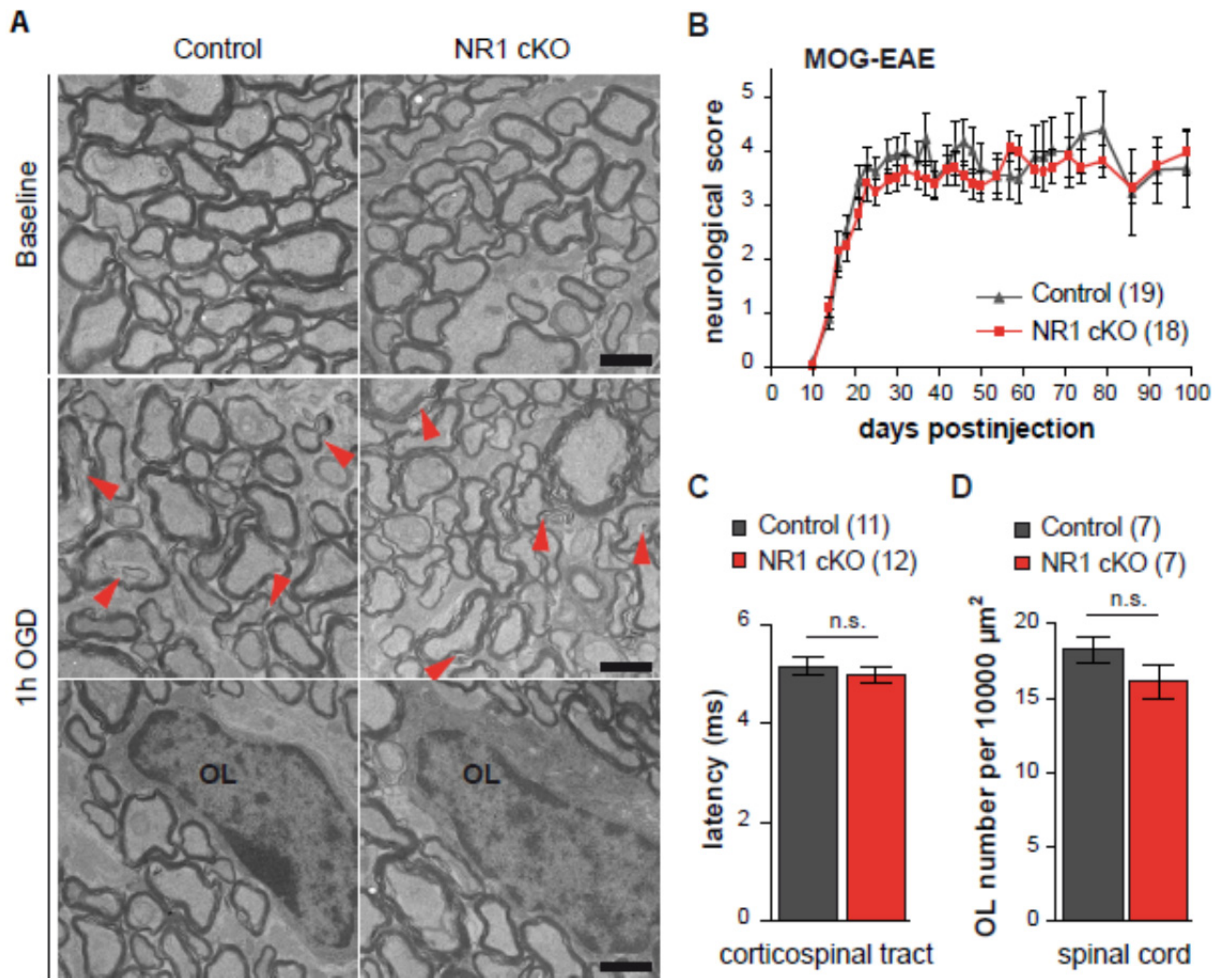 A
Control
NR1 cKO
Baseline
1h OGD
OL
OL
B
MOG-EAE
neurological score
5
4
3
2
1
0
Control (19)
NR1 cKO (18)
0 10 20 30 40 50 60 70 80 90 100
days postinjection
C
Control (11)
NR1 cKO (12)
n.s.
latency (ms)
6
4
2
0
corticospinal tract
D
Control (7)
NR1 cKO (7)
n.s.
OL number per 10000 µm²
20
15
10
5
0
spinal cord